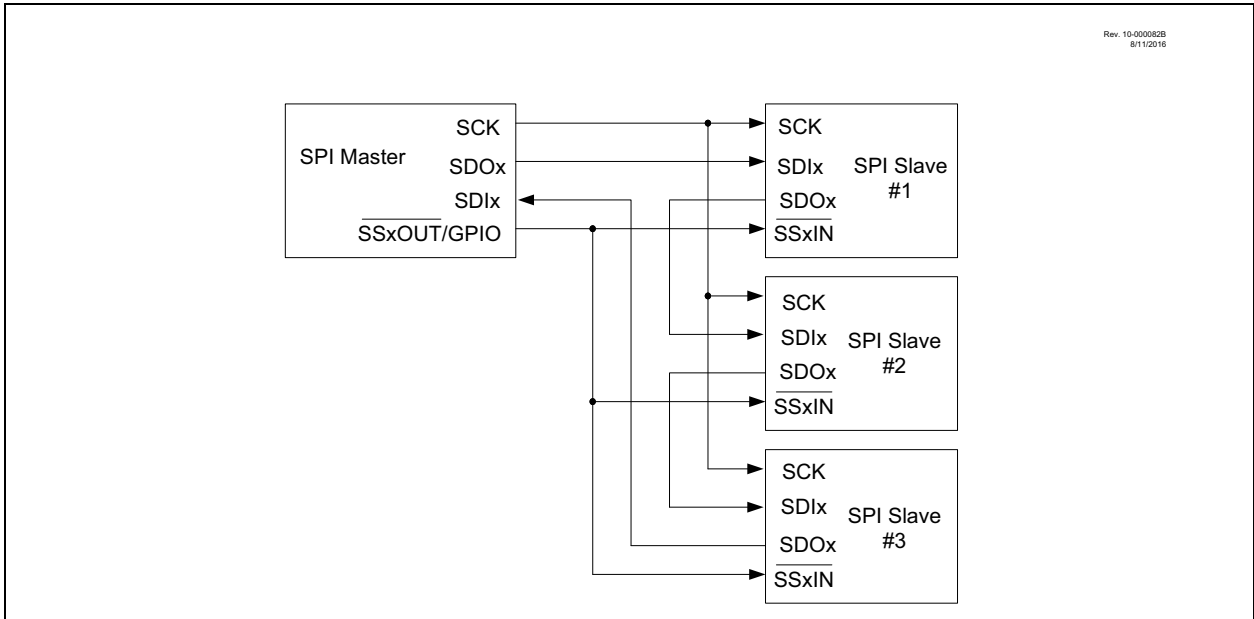 Rev. 10-000082B
8/11/2016
SPI Master
SCK
SDOx
SDIx
SSxOUT/GPIO
SCK
SDIx
SDOx
SSxIN
SPI Slave
#1
SCK
SDIx
SDOx
SSxIN
SPI Slave
#2
SCK
SDIx
SDOx
SSxIN
SPI Slave
#3